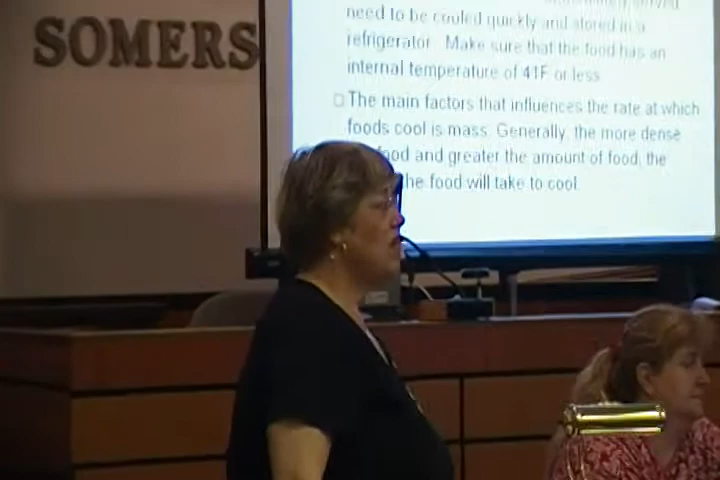 SOMERS
served
need to be cooled quickly and stored in a
refrigerator. Make sure that the food has an
internal temperature of 41F or less
The main factors that influences the rate at which
foods cool is mass. Generally, the more dense
food and greater the amount of food, the
the food will take to cool.